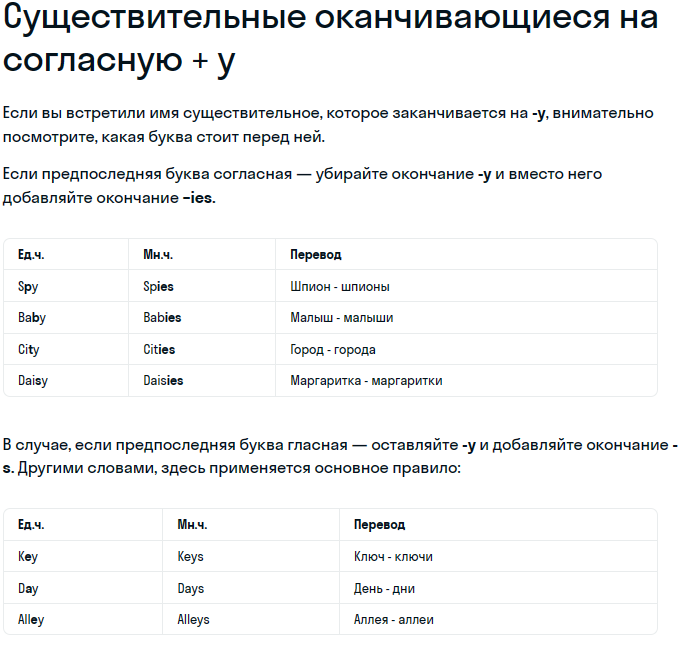 Существительные оканчивающиеся на
согласную + y
Если вы встретили имя существительное, которое заканчивается на -y, внимательно
посмотрите, какая буква стоит перед ней.
Если предпоследняя буква согласная — убирайте окончание -y и вместо него
добавляйте окончание –ies.
Ед.ч. Мн.ч. Перевод
Spy Spies Шпион - шпионы
Baby Babies Малыш - малыши
City Cities Город - города
Daisy Daisies Маргаритка - маргаритки
В случае, если предпоследняя буква гласная — оставляйте -y и добавляйте окончание -
s. Другими словами, здесь применяется основное правило:
Ед.ч. Мн.ч. Перевод
Key Keys Ключ - ключи
Day Days День - дни
Alley Alleys Аллея - аллеи